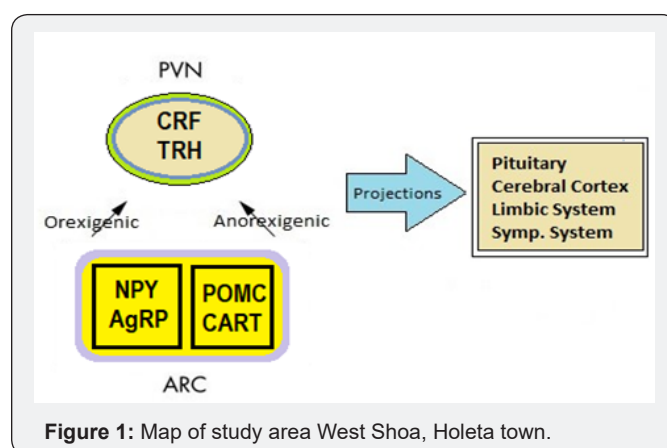 PVN
CRF
TRH
Orexigenic
Anorexigenic
NPY
AgRP
POMC
CART
ARC
Projections
Pituitary
Cerebral Cortex
Limbic System
Symp. System
Figure 1: Map of study area West Shoa, Holeta town.